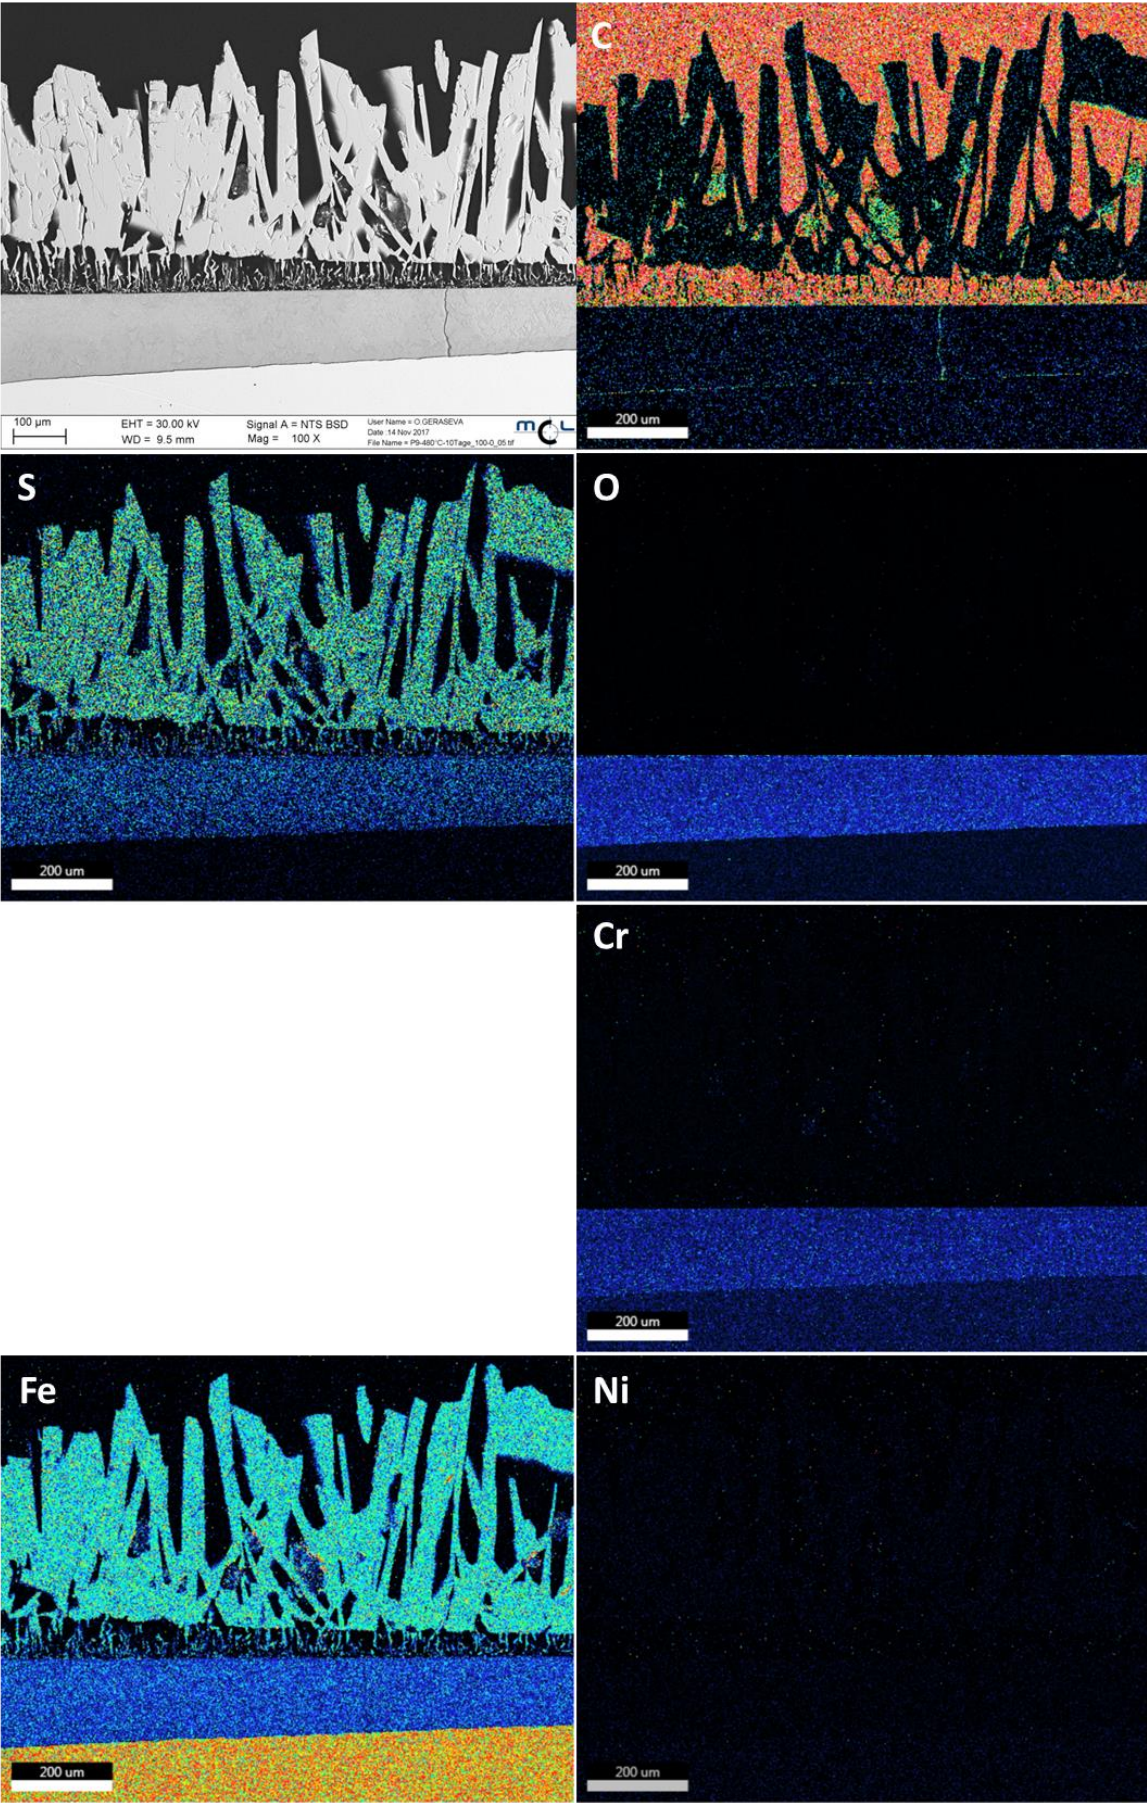 C
100 µm
EHT = 30.00 kV
WD = 9.5 mm
Signal A = NTS BSD
Mag = 100 X
User Name = O.GERASEVA
Date :14 Nov 2017
File Name = P9-480°C-10Tage_100-0_05.tif
MCL
200 um
S
200 um
O
200 um
Cr
200 um
Fe
200 um
Ni
200 um